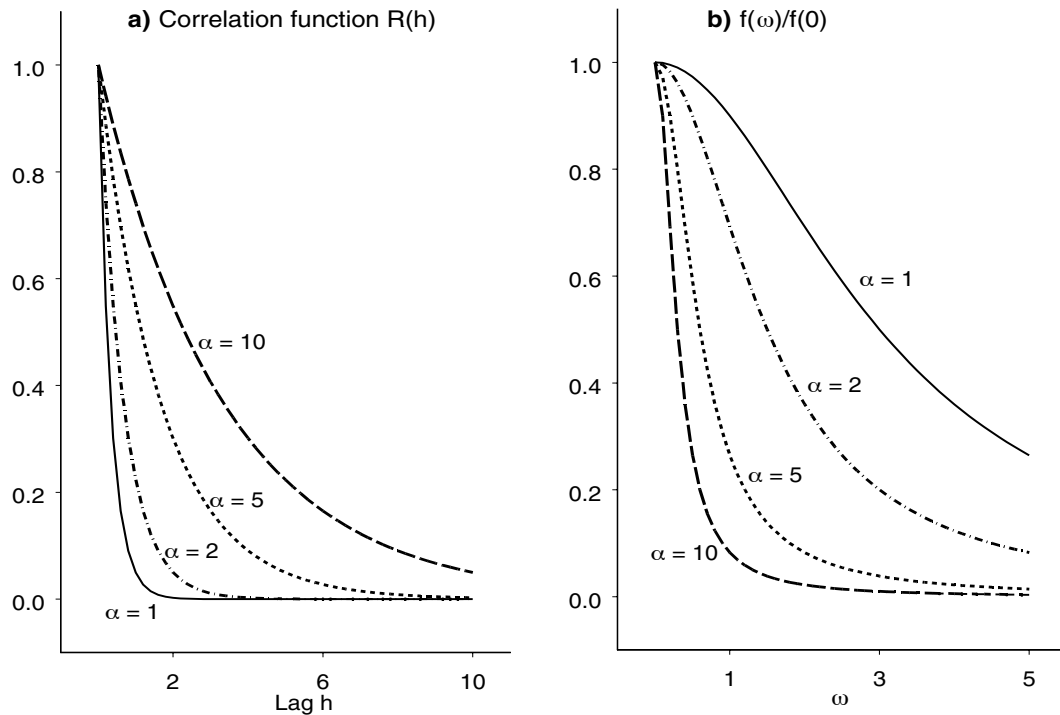 a) Correlation function R(h)
1.0
0.8
0.6
0.4
0.2
0.0
α = 10
α = 5
α = 2
α = 1
2
6
10
Lag h
b) f(ω)/f(0)
1.0
0.8
0.6
0.4
0.2
0.0
α = 1
α = 2
α = 5
α = 10
1
3
5
ω